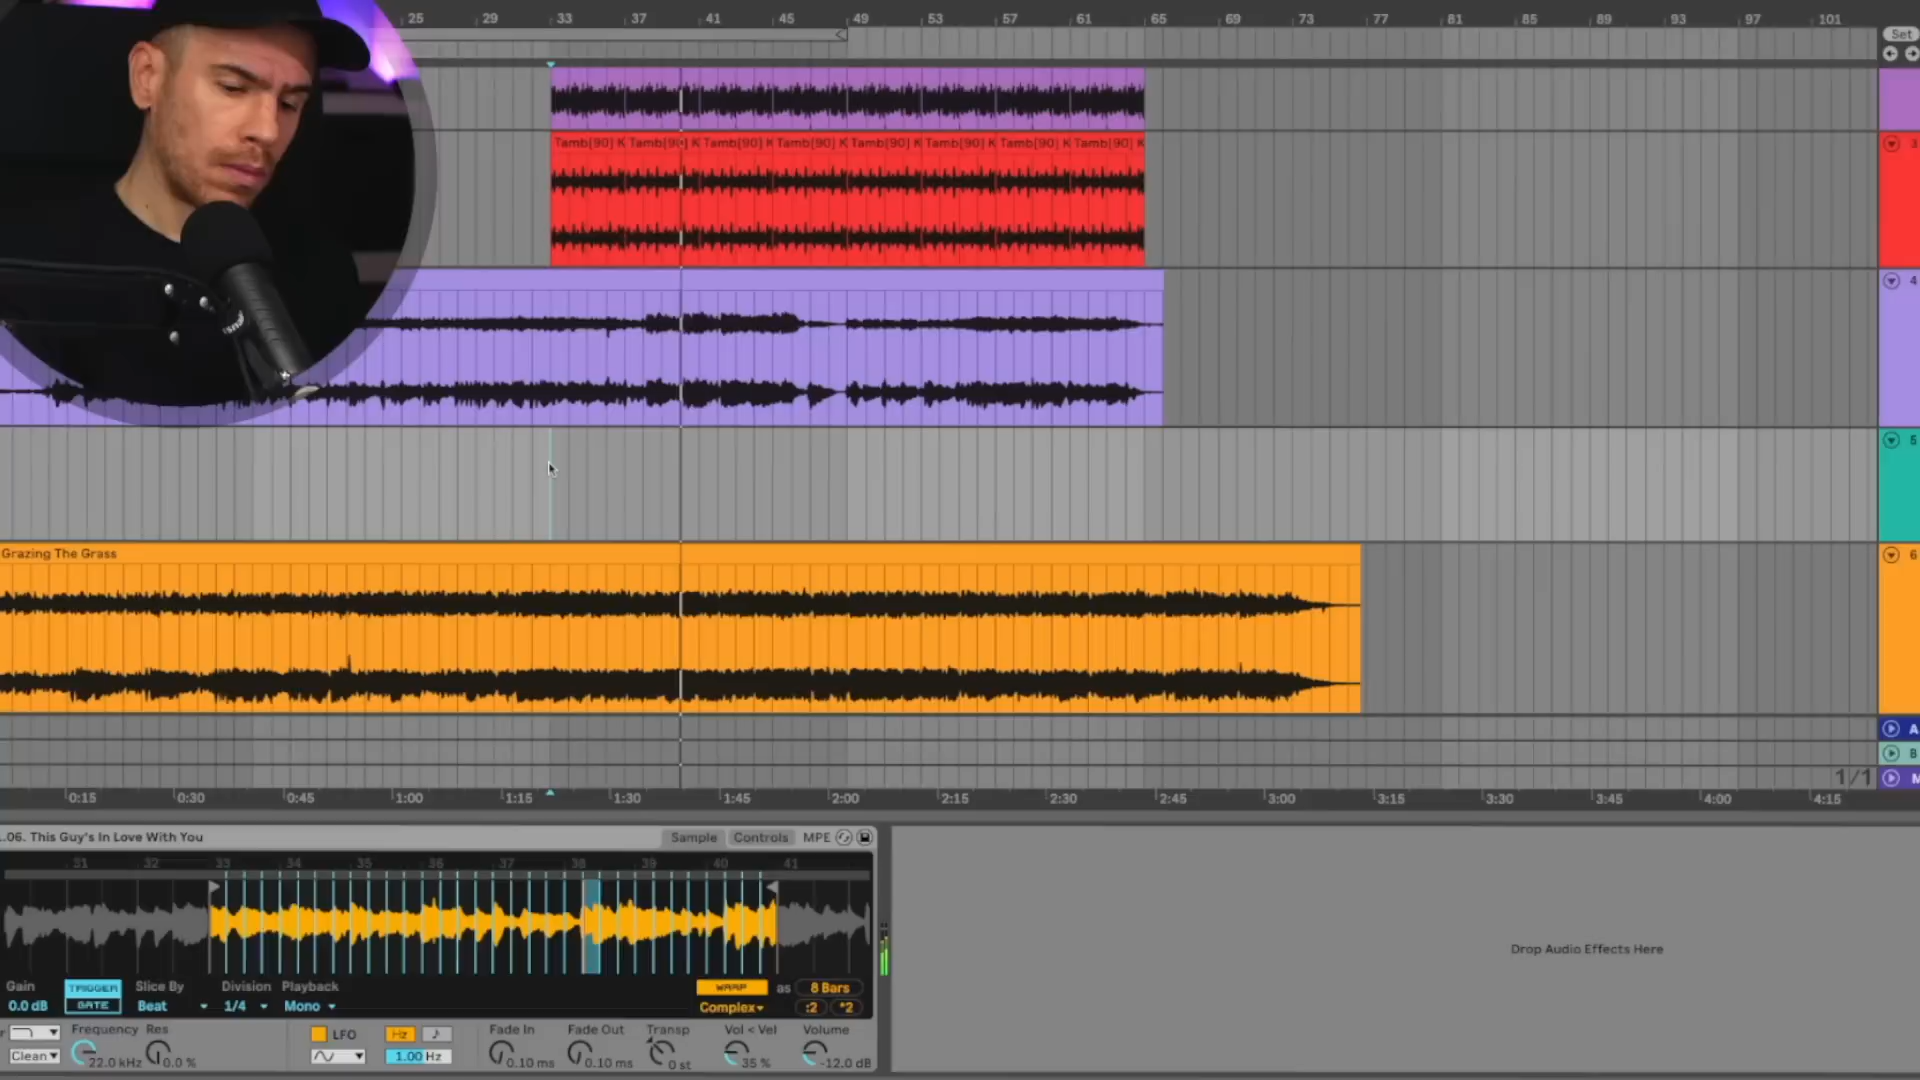 25 29 33 37 41 45 49 53 57 61 65 69 73 77 81 85 89 93 97 101
Set
Tamb[90] K Tamb[90] K Tamb[90] K Tamb[90] K Tamb[90] K Tamb[90] K Tamb[90] K Tamb[90] K
3
4
5
Grazing The Grass
6
A
B
1/1
M
0:15 0:30 0:45 1:00 1:15 1:30 1:45 2:00 2:15 2:30 2:45 3:00 3:15 3:30 3:45 4:00 4:15
.06. This Guy's In Love With You Sample Controls MPE
31 32 33 34 35 36 37 38 39 40 41
Drop Audio Effects Here
Gain TRIGGER Slice By Division Playback WARP as 8 Bars
0.0 dB GATE Beat 1/4 Mono Complex :2 *2
r Frequency Res LFO Hz Fade In Fade Out Transp Vol < Vel Volume
Clean 22.0 kHz 0.0 % 1.00 Hz 0.10 ms 0.10 ms 0 st 35 % -12.0 dB